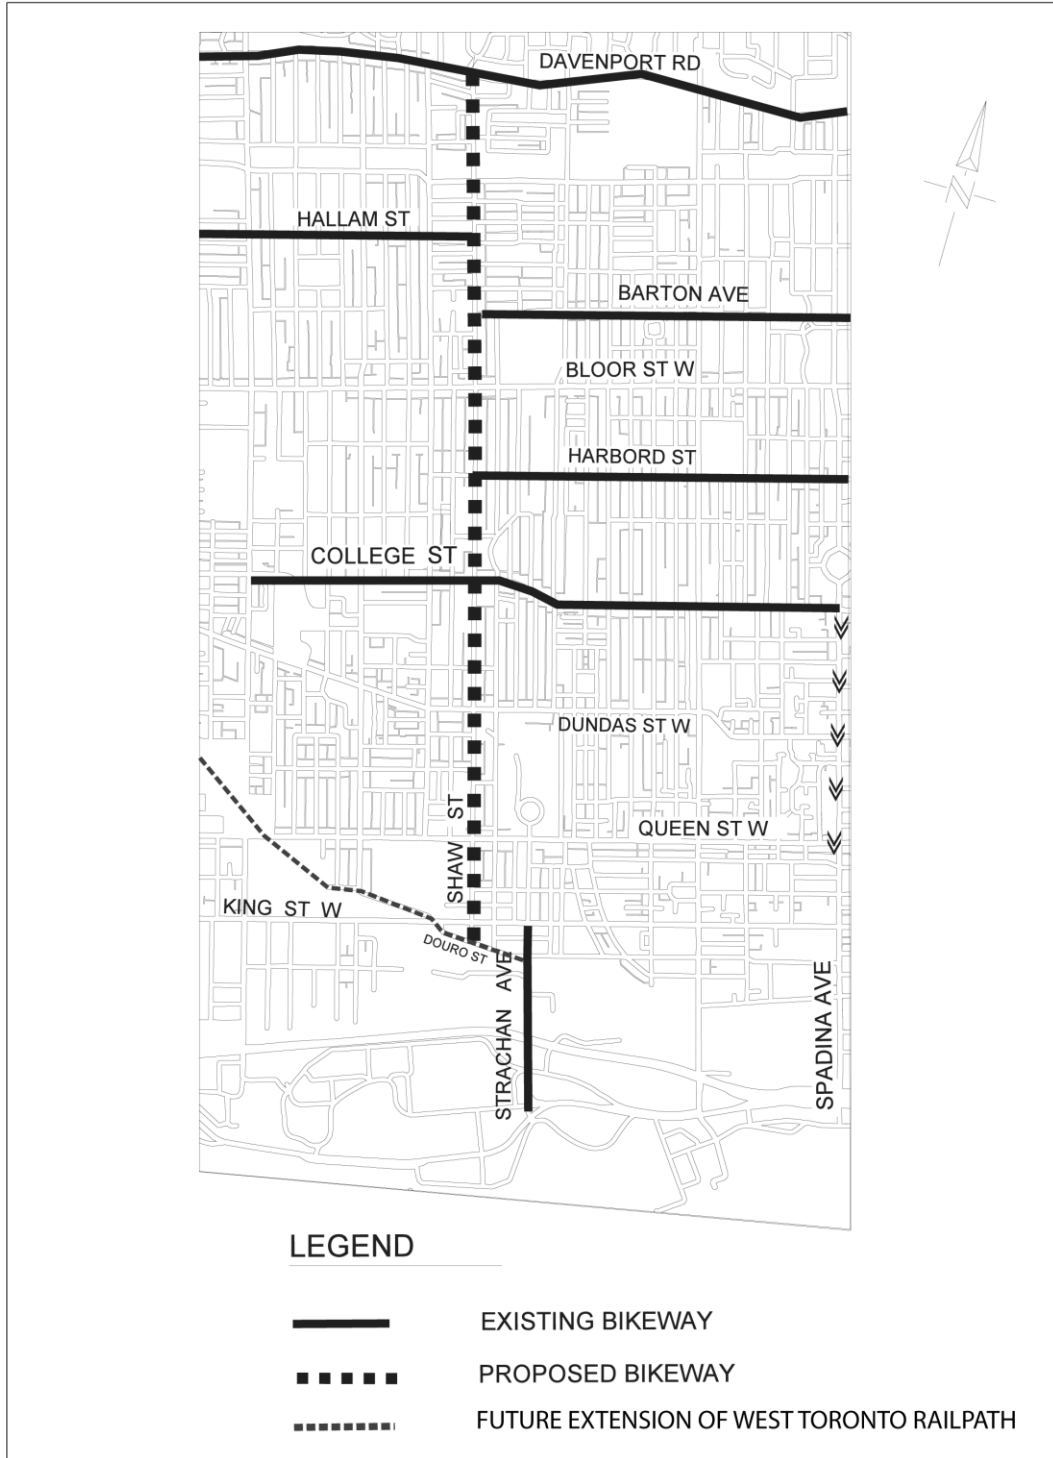 DAVENPORT RD
N
HALLAM ST
BARTON AVE
BLOOR ST W
HARBORD ST
COLLEGE ST
DUNDAS ST W
SHAW ST
QUEEN ST W
KING ST W
DOURO ST
STRACHAN AVE
SPADINA AVE
LEGEND
EXISTING BIKEWAY
PROPOSED BIKEWAY
FUTURE EXTENSION OF WEST TORONTO RAILPATH